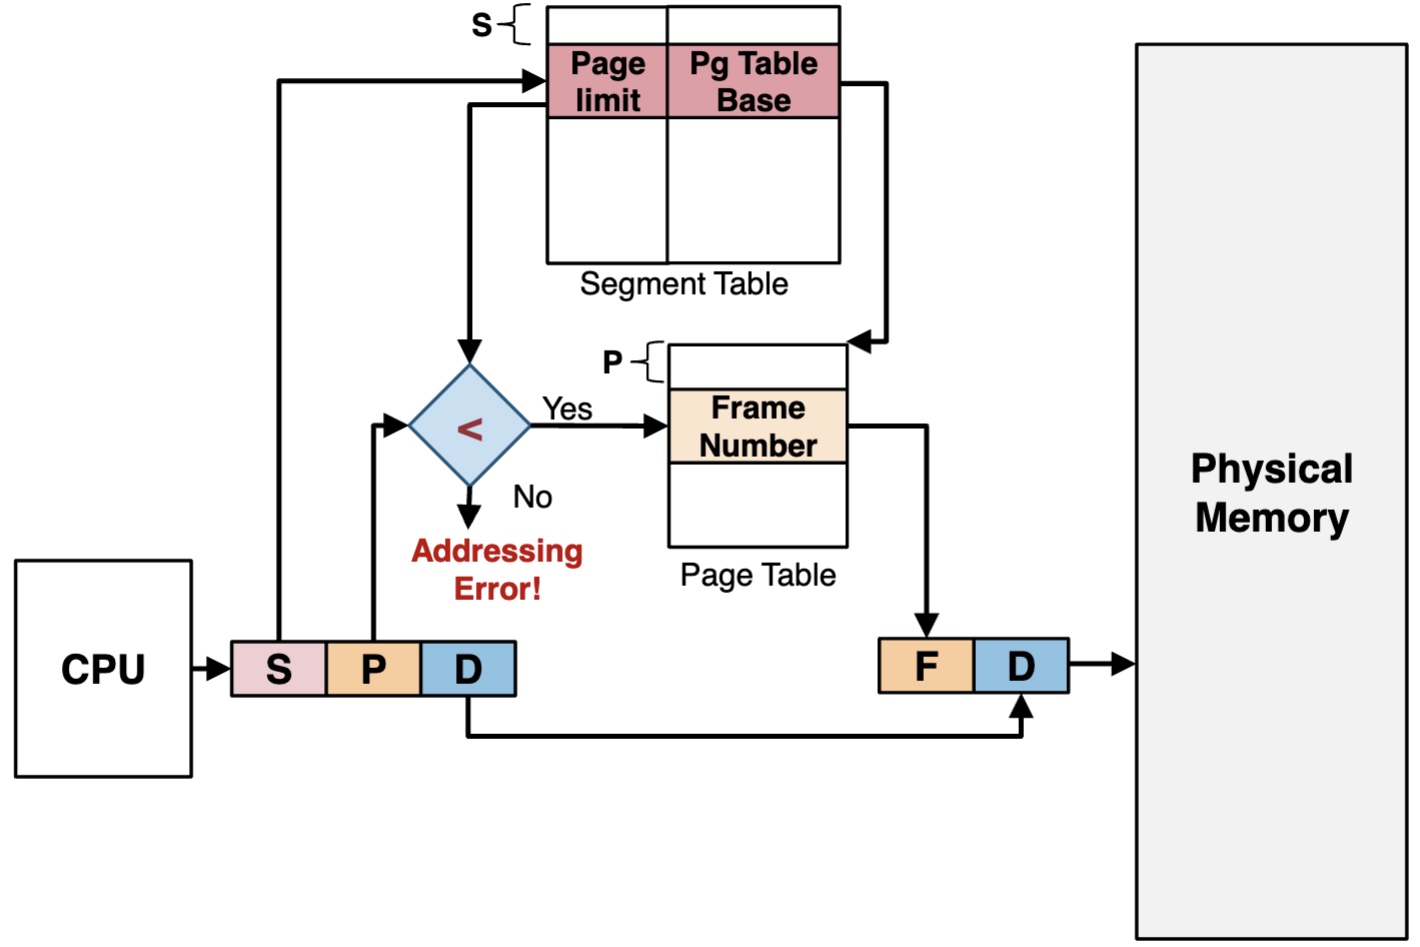 S
Page
limit
Pg Table
Base
Segment Table
P
Frame
Number
Page Table
<
Yes
No
Addressing
Error!
CPU
S P D
F D
Physical
Memory